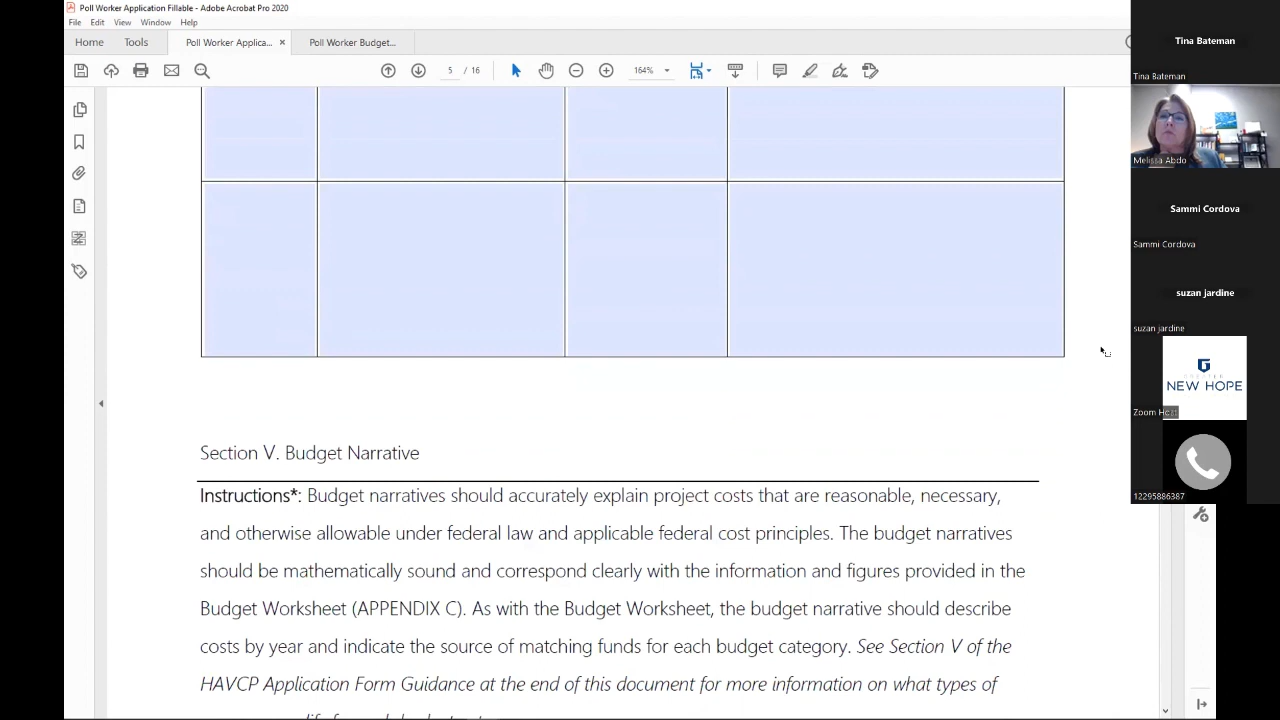 Poll Worker Application Fillable - Adobe Acrobat Pro 2020
File Edit View Window Help
Home Tools Poll Worker Applica... × Poll Worker Budget...
5 / 16 164%
Section V. Budget Narrative
Instructions*: Budget narratives should accurately explain project costs that are reasonable, necessary,
and otherwise allowable under federal law and applicable federal cost principles. The budget narratives
should be mathematically sound and correspond clearly with the information and figures provided in the
Budget Worksheet (APPENDIX C). As with the Budget Worksheet, the budget narrative should describe
costs by year and indicate the source of matching funds for each budget category. See Section V of the
HAVCP Application Form Guidance at the end of this document for more information on what types of
Tina Bateman
Tina Bateman
Melissa Abdo
Sammi Cordova
Sammi Cordova
suzan jardine
suzan jardine
NEW HOPE
Zoom
12295886387